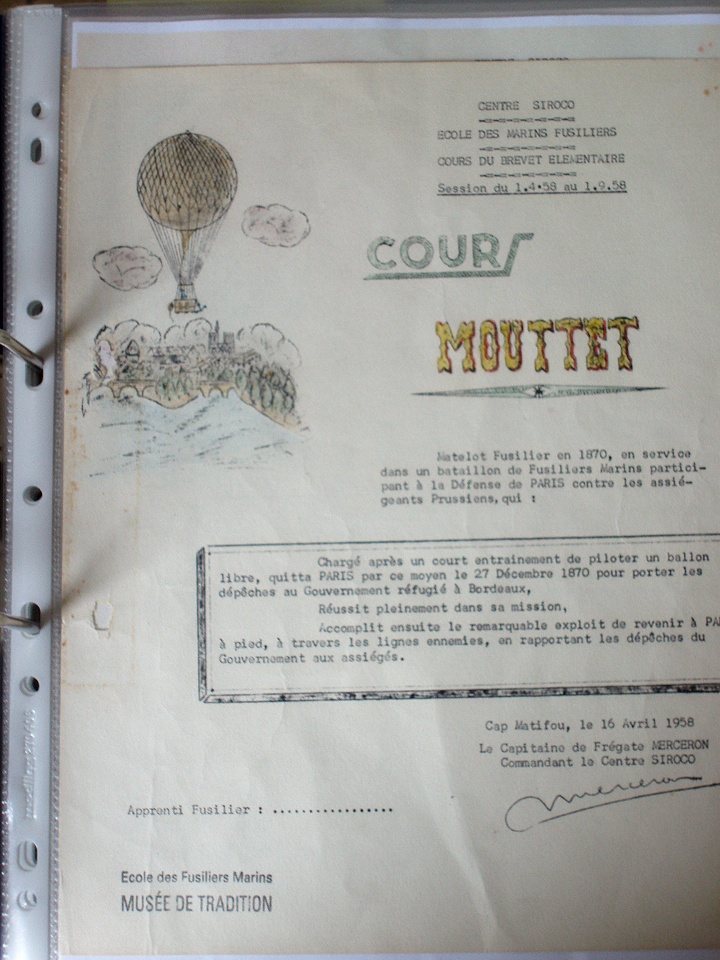 CENTRE SIROCO
ECOLE DES MARINS FUSILIERS
COURS DU BREVET ELEMENTAIRE
Session du 1.4.58 au 1.9.58
COURS
MOUTTET
Matelot Fusilier en 1870, en service
dans un bataillon de Fusiliers Marins partici-
pant à la Défense de PARIS contre les assié-
geants Prussiens, qui :
Chargé après un court entrainement de piloter un ballon
libre, quitta PARIS par ce moyen le 27 Décembre 1870 pour porter les
dépêches au Gouvernement réfugié à Bordeaux,
Réussit pleinement dans sa mission,
Accomplit ensuite le remarquable exploit de revenir à PA
à pied, à travers les lignes ennemies, en rapportant les dépêches du
Gouvernement aux assiégés.
Cap Matifou, le 16 Avril 1958
Le Capitaine de Frégate MERCERON
Commandant le Centre SIROCO
Merceron
Apprenti Fusilier : .................
Ecole des Fusiliers Marins
MUSÉE DE TRADITION